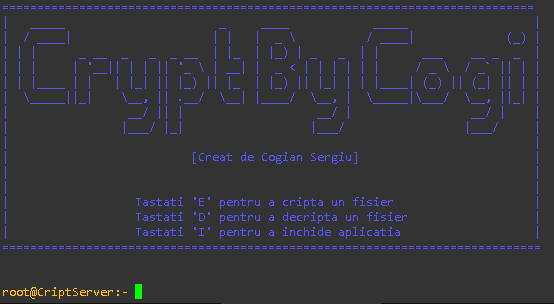 CryptByCogi
[Creat de Cogian Sergiu]
Tastati 'E' pentru a cripta un fisier
Tastati 'D' pentru a decripta un fisier
Tastati 'I' pentru a inchide aplicatia
root@CriptServer:-